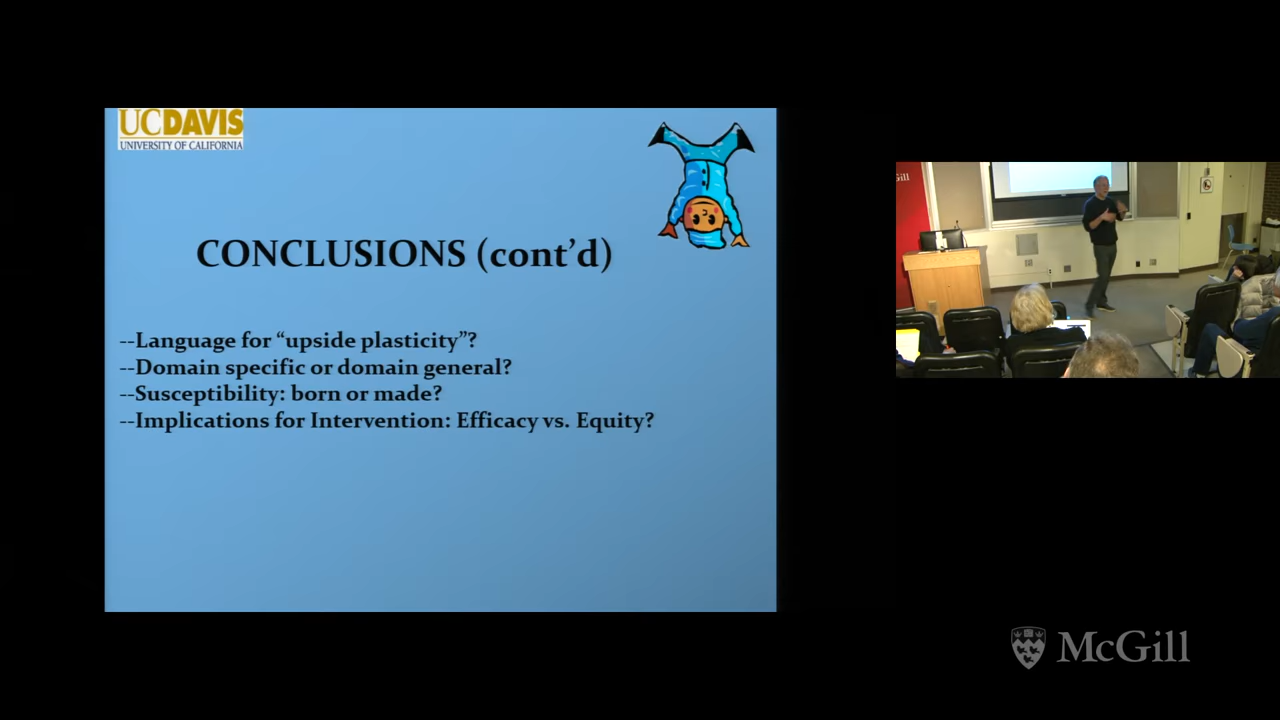 UCDAVIS
UNIVERSITY OF CALIFORNIA
CONCLUSIONS (cont’d)
--Language for “upside plasticity”?
--Domain specific or domain general?
--Susceptibility: born or made?
--Implications for Intervention: Efficacy vs. Equity?
Gill
McGill